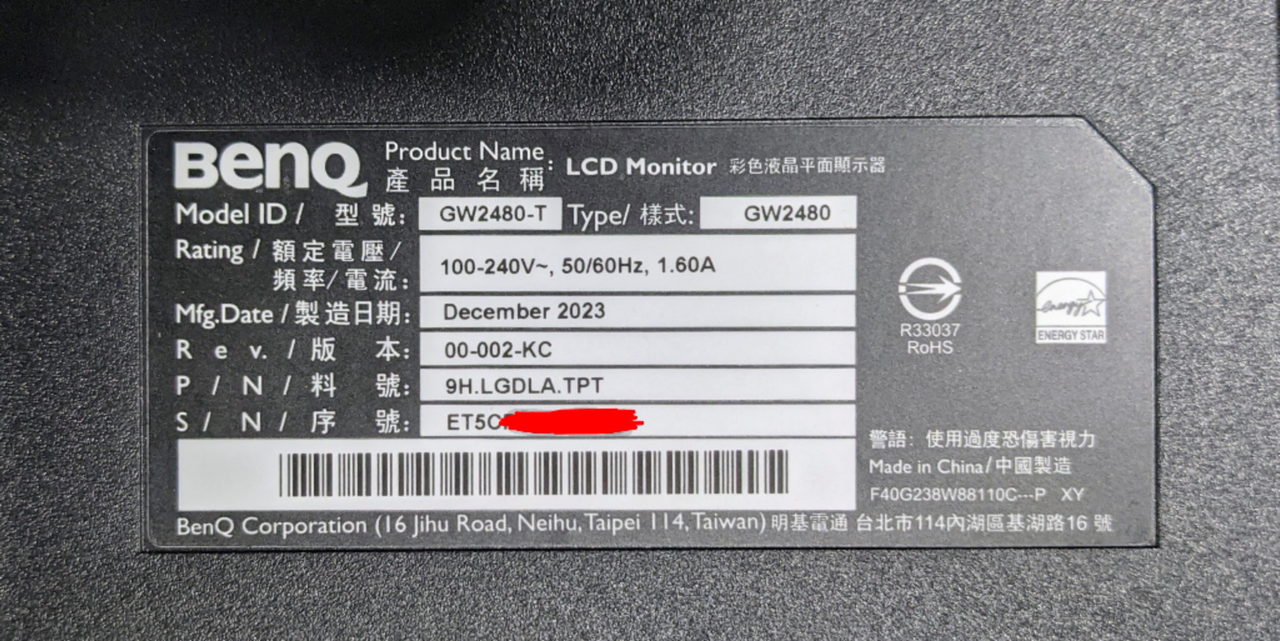 BenQ
Product Name : LCD Monitor 彩色液晶平面顯示器
產品名稱
Model ID / 型號: GW2480-T Type/ 樣式: GW2480
Rating / 額定電壓/
頻率/電流: 100-240V~, 50/60Hz, 1.60A
Mfg.Date / 製造日期: December 2023
Rev. / 版本: 00-002-KC
P / N / 料號: 9H.LGDLA.TPT
S / N / 序號: ET5C
R33037
RoHS
energy
ENERGY STAR
警語: 使用過度恐傷害視力
Made in China/中國製造
F40G238W88110C---P XY
BenQ Corporation (16 Jihu Road, Neihu, Taipei 114, Taiwan) 明基電通 台北市114內湖區基湖路16 號